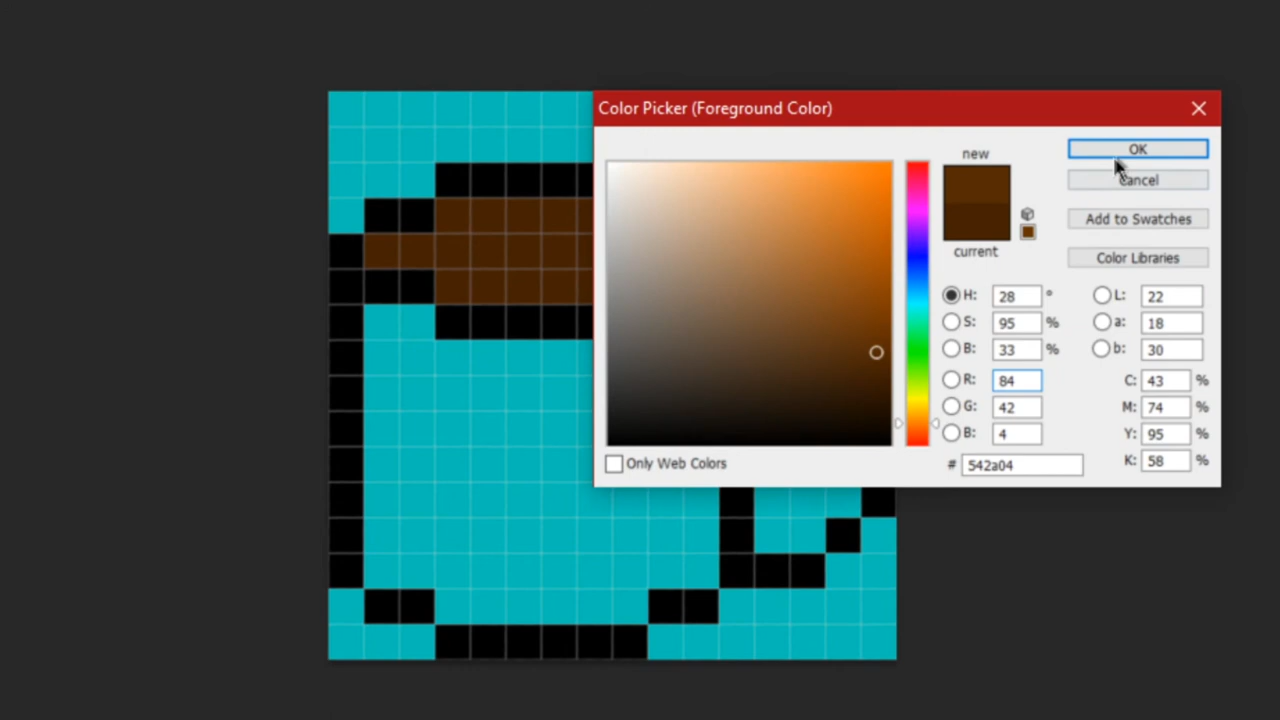 Color Picker (Foreground Color)
new
current
OK
Cancel
Add to Swatches
Color Libraries
H: 28 °
S: 95 %
B: 33 %
R: 84
G: 42
B: 4
L: 22
a: 18
b: 30
C: 43 %
M: 74 %
Y: 95 %
K: 58 %
Only Web Colors
# 542a04